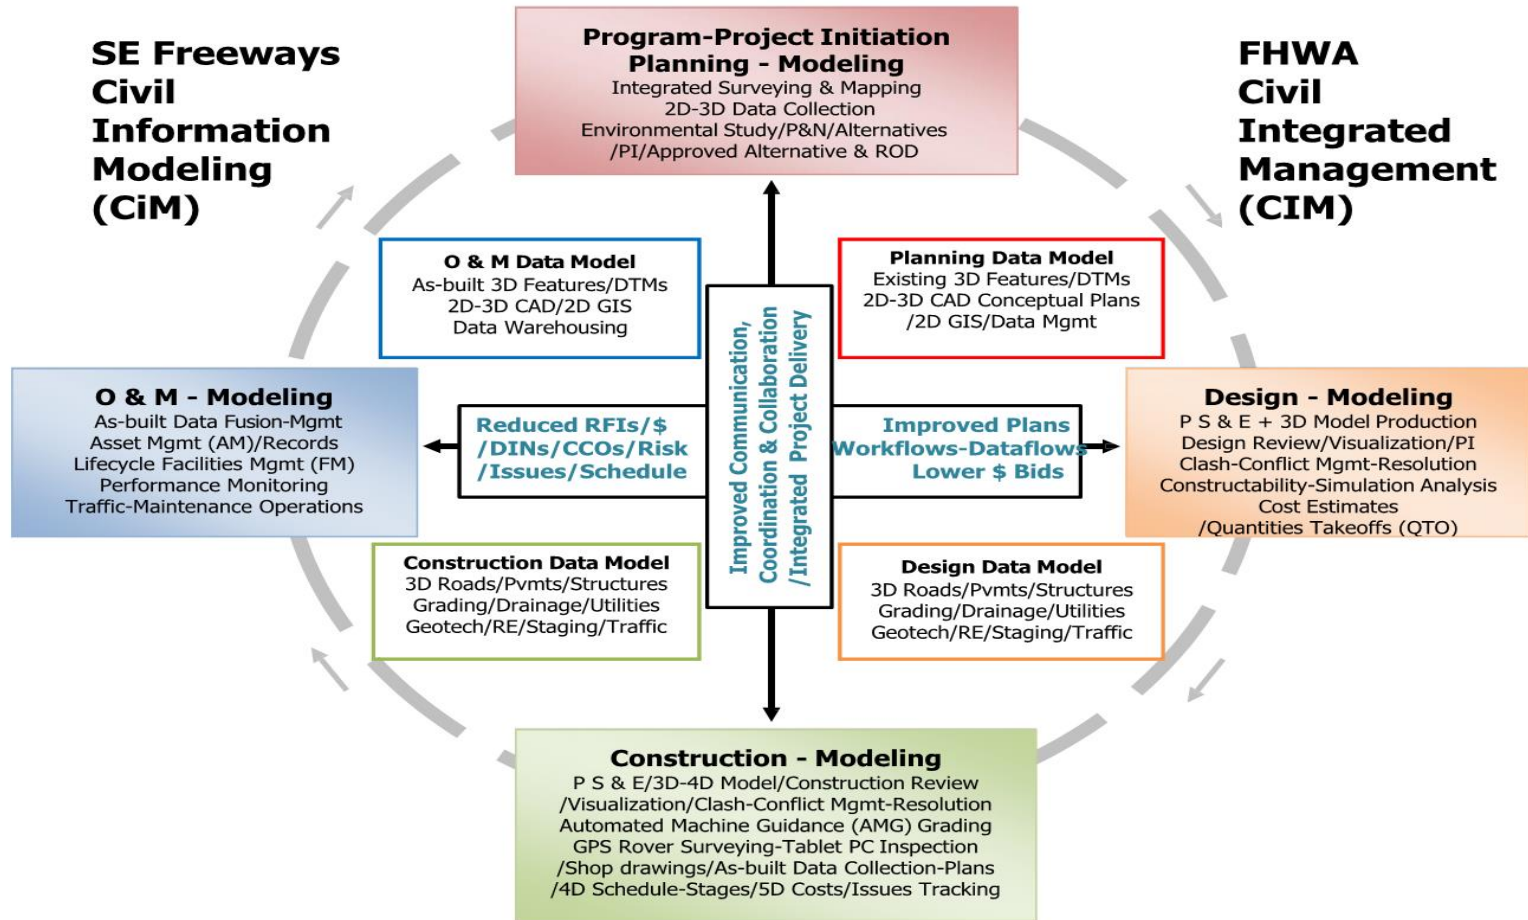 SE Freeways
Civil
Information
Modeling
(CiM)
Program-Project Initiation
Planning - Modeling
Integrated Surveying & Mapping
2D-3D Data Collection
Environmental Study/P&N/Alternatives
/PI/Approved Alternative & ROD
FHWA
Civil
Integrated
Management
(CIM)
O & M Data Model
As-built 3D Features/DTMs
2D-3D CAD/2D GIS
Data Warehousing
Planning Data Model
Existing 3D Features/DTMs
2D-3D CAD Conceptual Plans
/2D GIS/Data Mgmt
O & M - Modeling
As-built Data Fusion-Mgmt
Asset Mgmt (AM)/Records
Lifecycle Facilities Mgmt (FM)
Performance Monitoring
Traffic-Maintenance Operations
Reduced RFIs/$
/DINs/CCOs/Risk
/Issues/Schedule
Improved Communication,
Coordination & Collaboration
/Integrated Project Delivery
Improved Plans
Workflows-Dataflows
Lower $ Bids
Design - Modeling
P S & E + 3D Model Production
Design Review/Visualization/PI
Clash-Conflict Mgmt-Resolution
Constructability-Simulation Analysis
Cost Estimates
/Quantities Takeoffs (QTO)
Construction Data Model
3D Roads/Pvmts/Structures
Grading/Drainage/Utilities
Geotech/RE/Staging/Traffic
Design Data Model
3D Roads/Pvmts/Structures
Grading/Drainage/Utilities
Geotech/RE/Staging/Traffic
Construction - Modeling
P S & E/3D-4D Model/Construction Review
/Visualization/Clash-Conflict Mgmt-Resolution
Automated Machine Guidance (AMG) Grading
GPS Rover Surveying-Tablet PC Inspection
/Shop drawings/As-built Data Collection-Plans
/4D Schedule-Stages/5D Costs/Issues Tracking